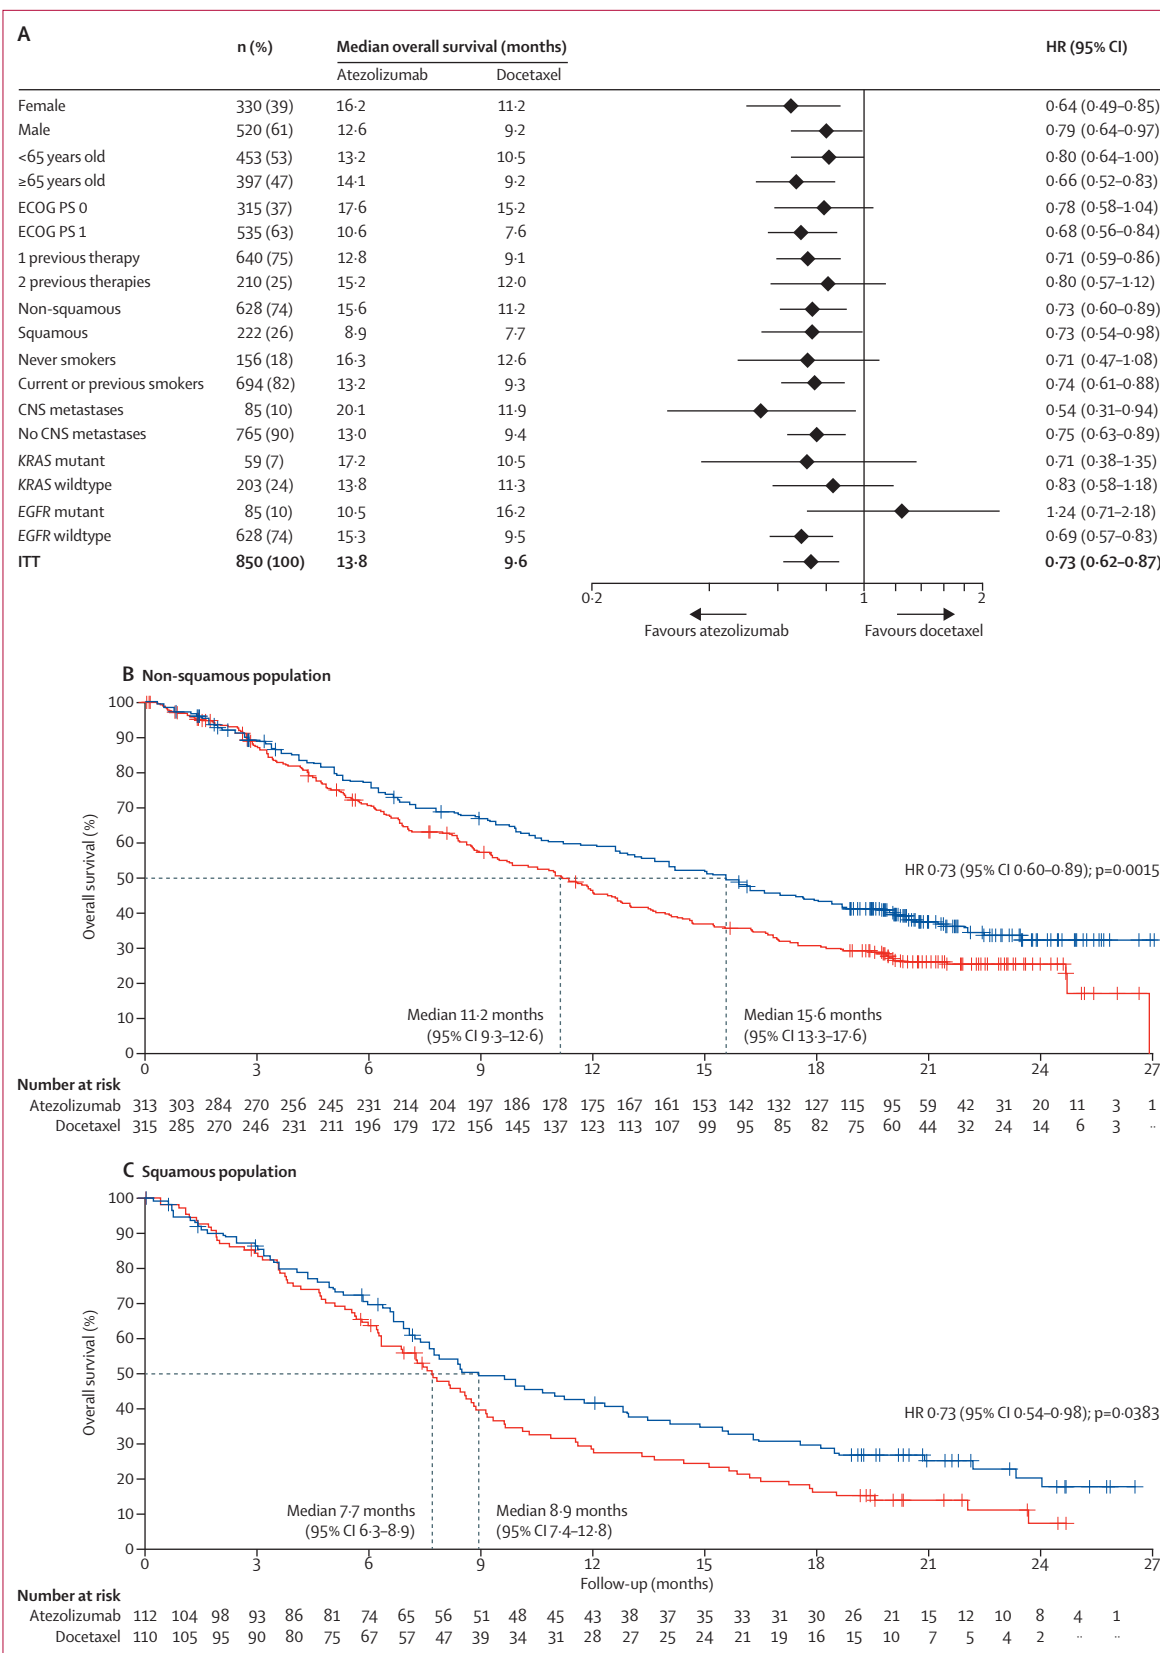 A
n (%) Median overall survival (months) HR (95% CI)
Atezolizumab Docetaxel
Female 330 (39) 16·2 11·2 0·64 (0·49–0·85)
Male 520 (61) 12·6 9·2 0·79 (0·64–0·97)
<65 years old 453 (53) 13·2 10·5 0·80 (0·64–1·00)
≥65 years old 397 (47) 14·1 9·2 0·66 (0·52–0·83)
ECOG PS 0 315 (37) 17·6 15·2 0·78 (0·58–1·04)
ECOG PS 1 535 (63) 10·6 7·6 0·68 (0·56–0·84)
1 previous therapy 640 (75) 12·8 9·1 0·71 (0·59–0·86)
2 previous therapies 210 (25) 15·2 12·0 0·80 (0·57–1·12)
Non-squamous 628 (74) 15·6 11·2 0·73 (0·60–0·89)
Squamous 222 (26) 8·9 7·7 0·73 (0·54–0·98)
Never smokers 156 (18) 16·3 12·6 0·71 (0·47–1·08)
Current or previous smokers 694 (82) 13·2 9·3 0·74 (0·61–0·88)
CNS metastases 85 (10) 20·1 11·9 0·54 (0·31–0·94)
No CNS metastases 765 (90) 13·0 9·4 0·75 (0·63–0·89)
KRAS mutant 59 (7) 17·2 10·5 0·71 (0·38–1·35)
KRAS wildtype 203 (24) 13·8 11·3 0·83 (0·58–1·18)
EGFR mutant 85 (10) 10·5 16·2 1·24 (0·71–2·18)
EGFR wildtype 628 (74) 15·3 9·5 0·69 (0·57–0·83)
ITT 850 (100) 13·8 9·6 0·73 (0·62–0·87)
0·2 1 2
Favours atezolizumab Favours docetaxel
B Non-squamous population
100
90
80
70
60
50
40
30
20
10
0
Overall survival (%)
HR 0·73 (95% CI 0·60–0·89); p=0·0015
Median 11·2 months
(95% CI 9·3–12·6)
Median 15·6 months
(95% CI 13·3–17·6)
0 3 6 9 12 15 18 21 24 27
Number at risk
Atezolizumab 313 303 284 270 256 245 231 214 204 197 186 178 175 167 161 153 142 132 127 115 95 59 42 31 20 11 3 1
Docetaxel 315 285 270 246 231 211 196 179 172 156 145 137 123 113 107 99 95 85 82 75 60 44 32 24 14 6 3 ··
C Squamous population
100
90
80
70
60
50
40
30
20
10
0
Overall survival (%)
HR 0·73 (95% CI 0·54–0·98); p=0·0383
Median 7·7 months
(95% CI 6·3–8·9)
Median 8·9 months
(95% CI 7·4–12·8)
0 3 6 9 12 15 18 21 24 27
Follow-up (months)
Number at risk
Atezolizumab 112 104 98 93 86 81 74 65 56 51 48 45 43 38 37 35 33 31 30 26 21 15 12 10 8 4 1
Docetaxel 110 105 95 90 80 75 67 57 47 39 34 31 28 27 25 24 21 19 16 15 10 7 5 4 2 ·· ··